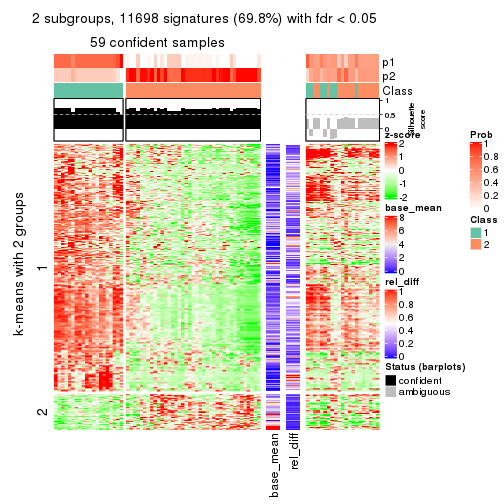 2 subgroups, 11698 signatures (69.8%) with fdr < 0.05
59 confident samples
p1
p2
Class
1
0.5
0
Silhouette
score
k-means with 2 groups
1
2
base_mean
rel_diff
z-score
2
1
0
-1
-2
base_mean
8
6
4
2
0
rel_diff
1
0.8
0.6
0.4
0.2
0
Status (barplots)
confident
ambiguous
Prob
1
0.8
0.6
0.4
0.2
0
Class
1
2